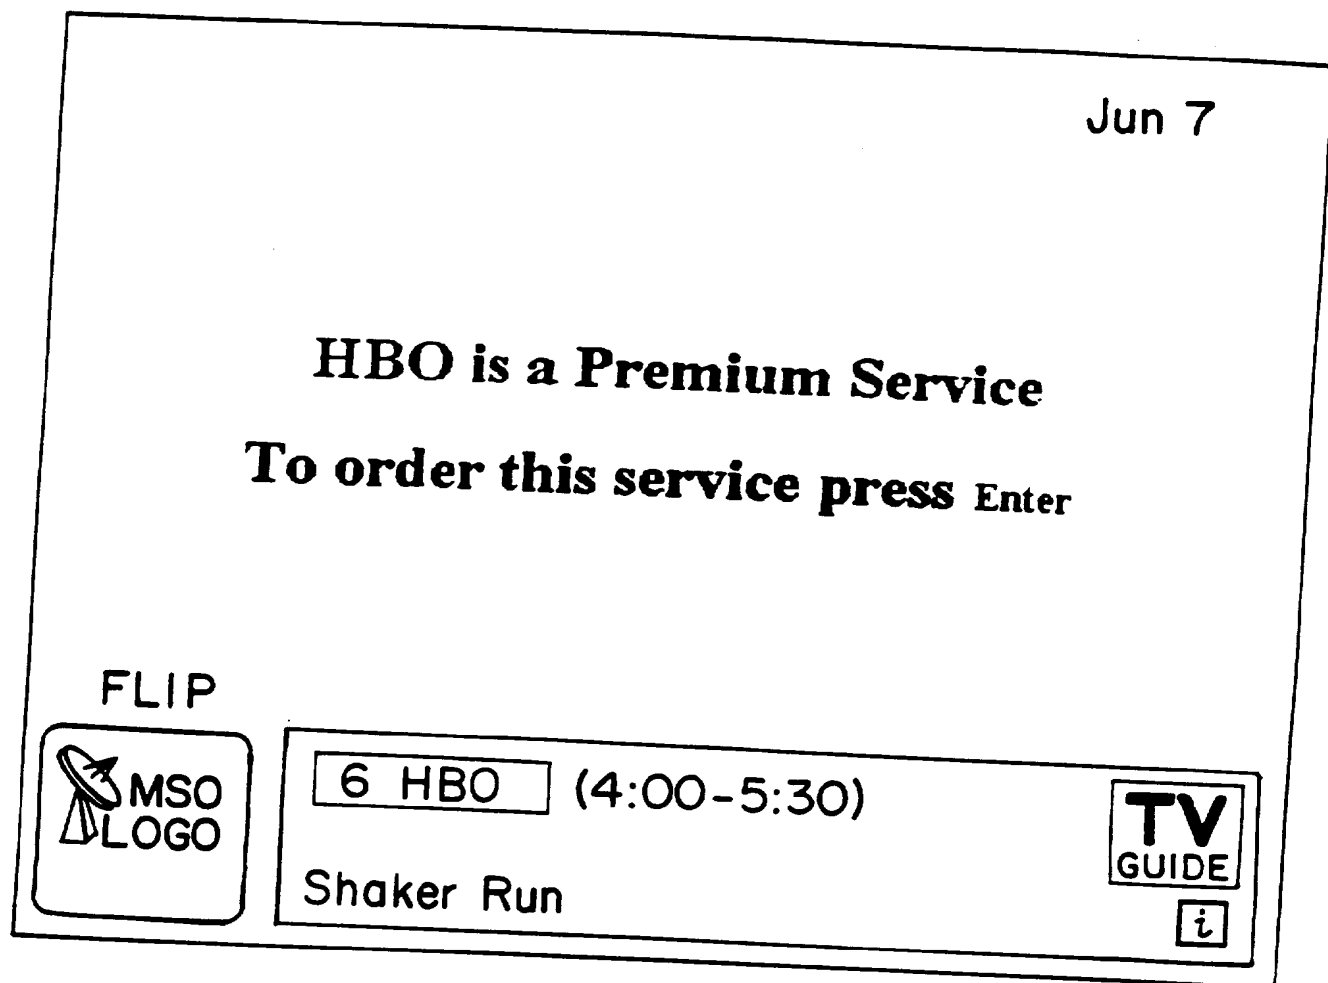 Jun 7
HBO is a Premium Service
To order this service press Enter
FLIP
MSO
LOGO
6 HBO (4:00-5:30)
Shaker Run
TV
GUIDE
i